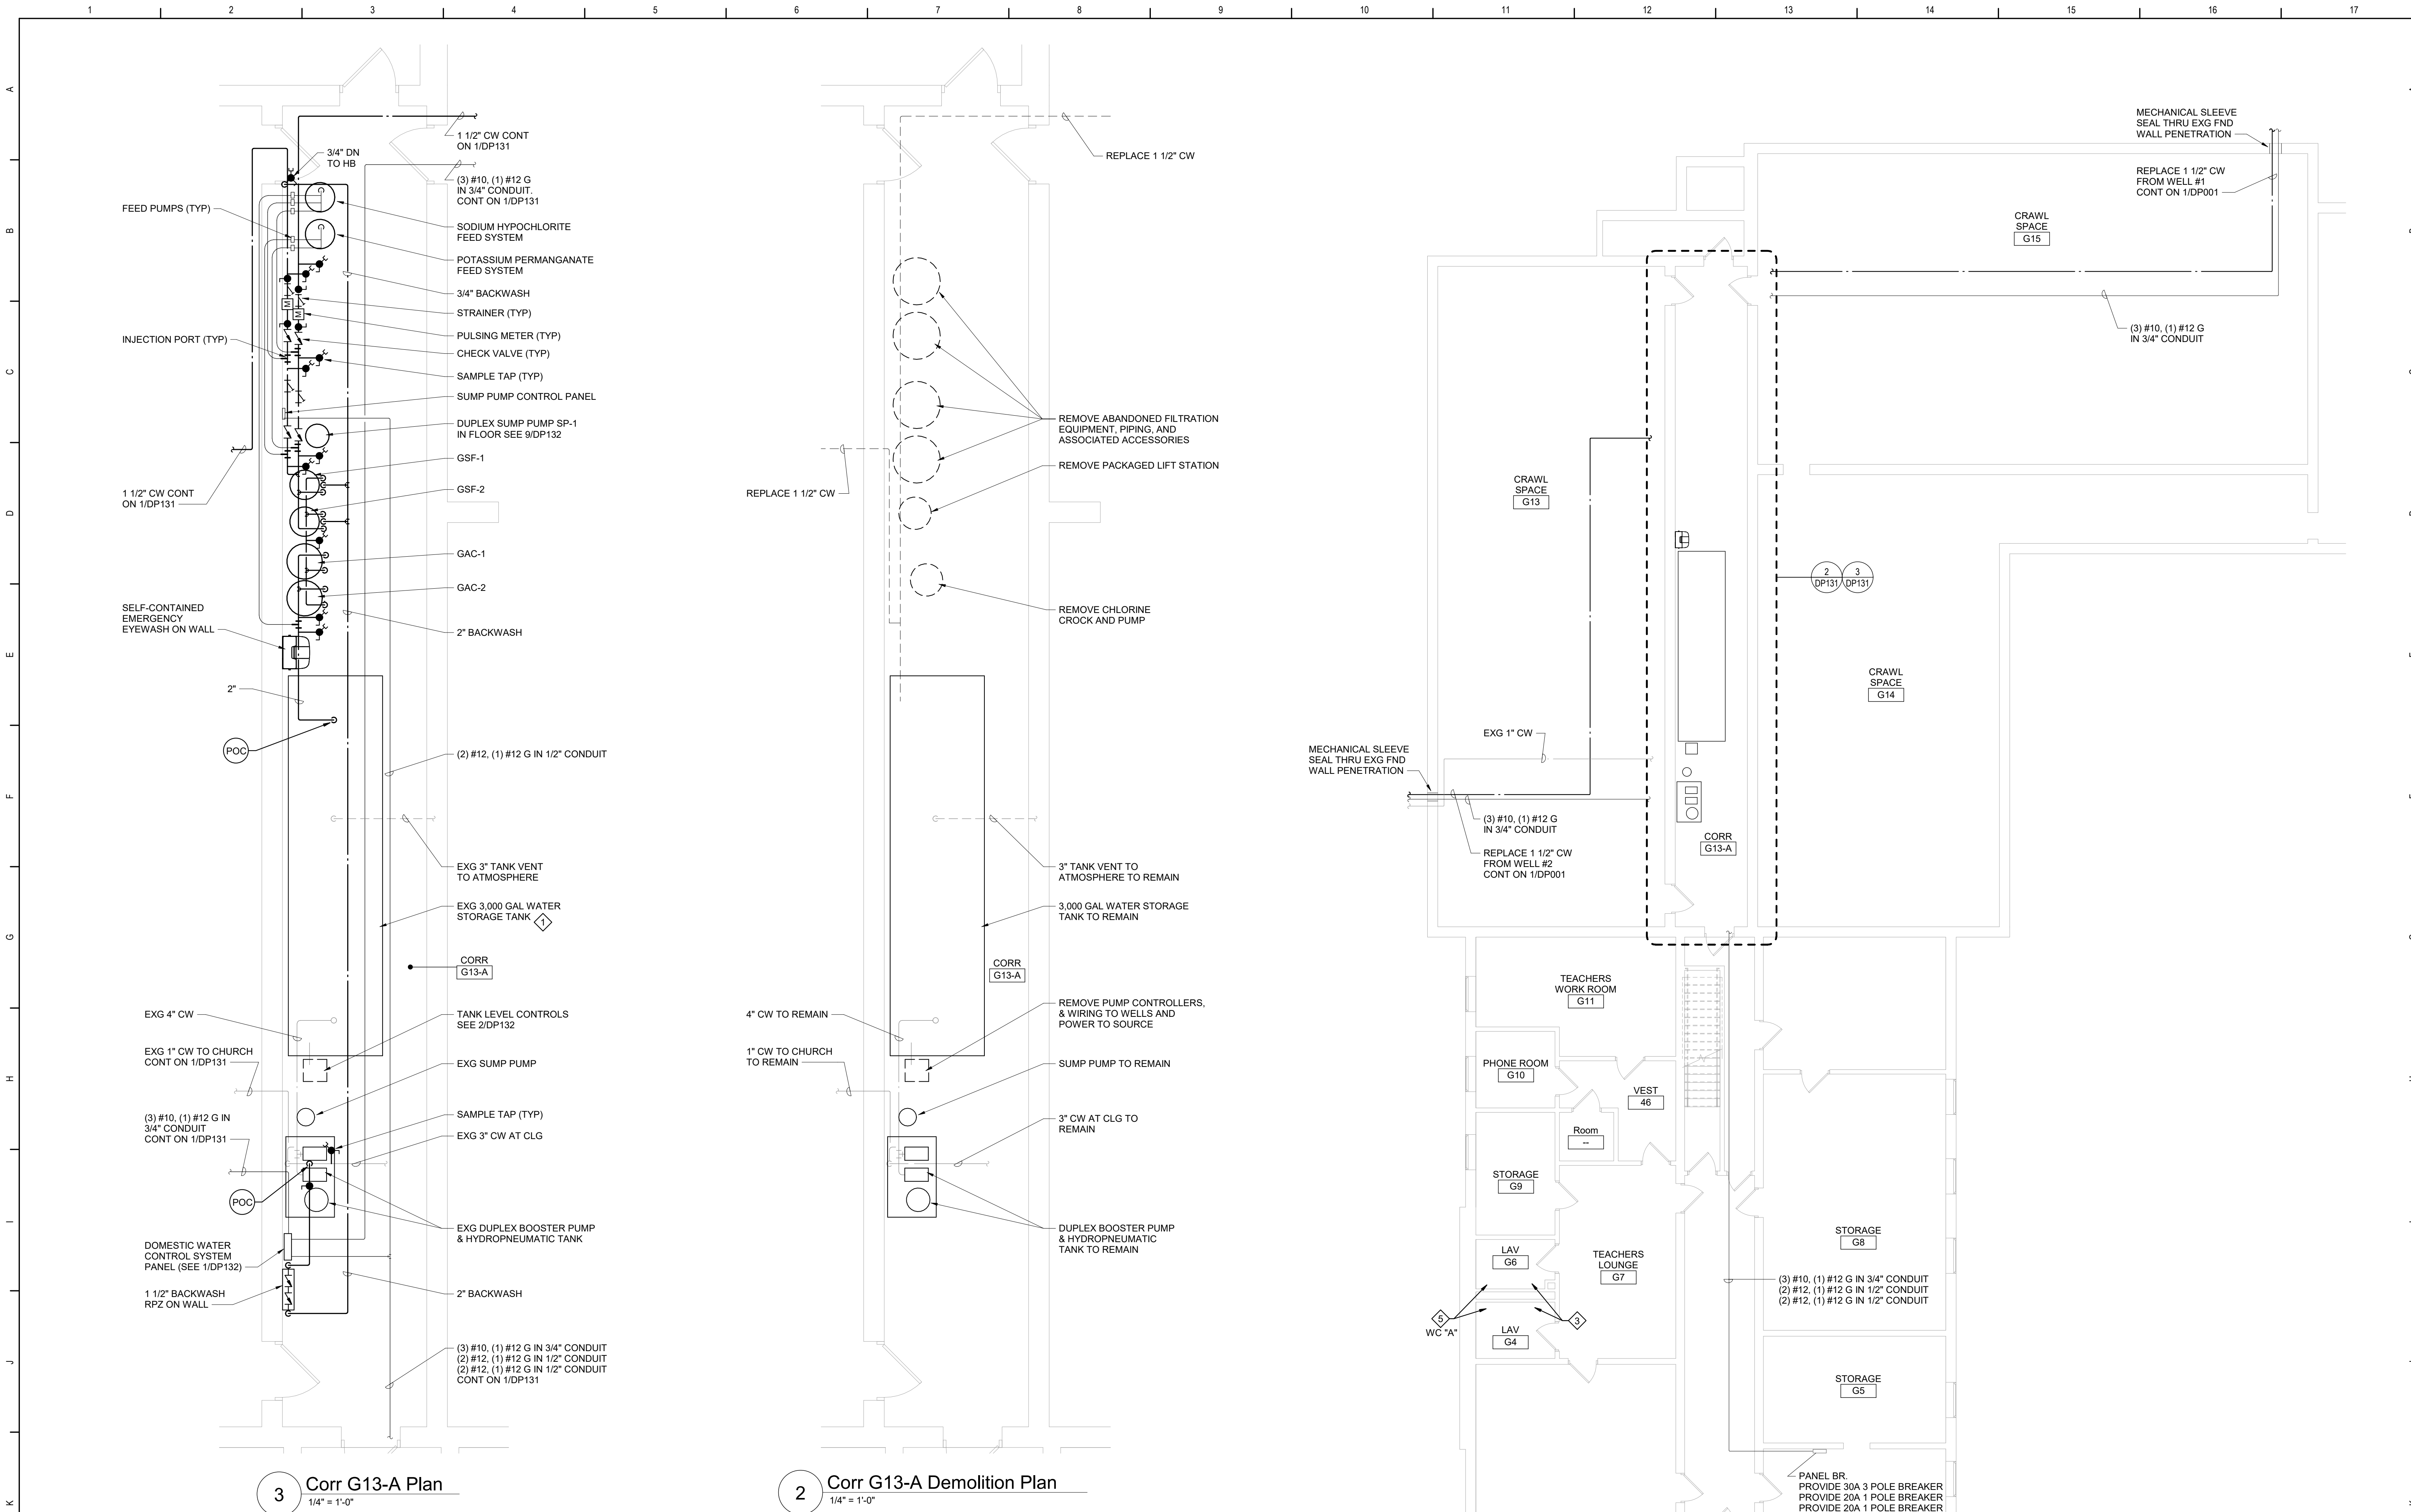 1 2 3 4 5 6 7 8 9 10 11 12 13 14 15 16 17
A
B
C
D
E
F
G
H
I
J
K
3/4" DN
TO HB
FEED PUMPS (TYP)
INJECTION PORT (TYP)
1 1/2" CW CONT
ON 1/DP131
SELF-CONTAINED
EMERGENCY
EYEWASH ON WALL
2"
POC
EXG 4" CW
EXG 1" CW TO CHURCH
CONT ON 1/DP131
(3) #10, (1) #12 G IN
3/4" CONDUIT
CONT ON 1/DP131
POC
DOMESTIC WATER
CONTROL SYSTEM
PANEL (SEE 1/DP132)
1 1/2" BACKWASH
RPZ ON WALL
M
M
1 1/2" CW CONT
ON 1/DP131
(3) #10, (1) #12 G
IN 3/4" CONDUIT.
CONT ON 1/DP131
SODIUM HYPOCHLORITE
FEED SYSTEM
POTASSIUM PERMANGANATE
FEED SYSTEM
3/4" BACKWASH
STRAINER (TYP)
PULSING METER (TYP)
CHECK VALVE (TYP)
SAMPLE TAP (TYP)
SUMP PUMP CONTROL PANEL
DUPLEX SUMP PUMP SP-1
IN FLOOR SEE 9/DP132
GSF-1
GSF-2
GAC-1
GAC-2
2" BACKWASH
(2) #12, (1) #12 G IN 1/2" CONDUIT
EXG 3" TANK VENT
TO ATMOSPHERE
EXG 3,000 GAL WATER
STORAGE TANK 1
CORR
G13-A
TANK LEVEL CONTROLS
SEE 2/DP132
EXG SUMP PUMP
SAMPLE TAP (TYP)
EXG 3" CW AT CLG
EXG DUPLEX BOOSTER PUMP
& HYDROPNEUMATIC TANK
2" BACKWASH
(3) #10, (1) #12 G IN 3/4" CONDUIT
(2) #12, (1) #12 G IN 1/2" CONDUIT
(2) #12, (1) #12 G IN 1/2" CONDUIT
CONT ON 1/DP131
3 Corr G13-A Plan
1/4" = 1'-0"
REPLACE 1 1/2" CW
REPLACE 1 1/2" CW
REMOVE ABANDONED FILTRATION
EQUIPMENT, PIPING, AND
ASSOCIATED ACCESSORIES
REMOVE PACKAGED LIFT STATION
REMOVE CHLORINE
CROCK AND PUMP
3" TANK VENT TO
ATMOSPHERE TO REMAIN
3,000 GAL WATER STORAGE
TANK TO REMAIN
CORR
G13-A
4" CW TO REMAIN
1" CW TO CHURCH
TO REMAIN
REMOVE PUMP CONTROLLERS,
& WIRING TO WELLS AND
POWER TO SOURCE
SUMP PUMP TO REMAIN
3" CW AT CLG TO
REMAIN
DUPLEX BOOSTER PUMP
& HYDROPNEUMATIC
TANK TO REMAIN
2 Corr G13-A Demolition Plan
1/4" = 1'-0"
MECHANICAL SLEEVE
SEAL THRU EXG FND
WALL PENETRATION
REPLACE 1 1/2" CW
FROM WELL #1
CONT ON 1/DP001
CRAWL
SPACE
G15
(3) #10, (1) #12 G
IN 3/4" CONDUIT
CRAWL
SPACE
G13
2
DP131
3
DP131
CRAWL
SPACE
G14
EXG 1" CW
MECHANICAL SLEEVE
SEAL THRU EXG FND
WALL PENETRATION
(3) #10, (1) #12 G
IN 3/4" CONDUIT
REPLACE 1 1/2" CW
FROM WELL #2
CONT ON 1/DP001
CORR
G13-A
TEACHERS
WORK ROOM
G11
PHONE ROOM
G10
VEST
46
Room
--
STORAGE
G9
LAV
G6
TEACHERS
LOUNGE
G7
STORAGE
G8
(3) #10, (1) #12 G IN 3/4" CONDUIT
(2) #12, (1) #12 G IN 1/2" CONDUIT
(2) #12, (1) #12 G IN 1/2" CONDUIT
5
WC "A"
3
LAV
G4
STORAGE
G5
PANEL BR.
PROVIDE 30A 3 POLE BREAKER
PROVIDE 20A 1 POLE BREAKER
PROVIDE 20A 1 POLE BREAKER